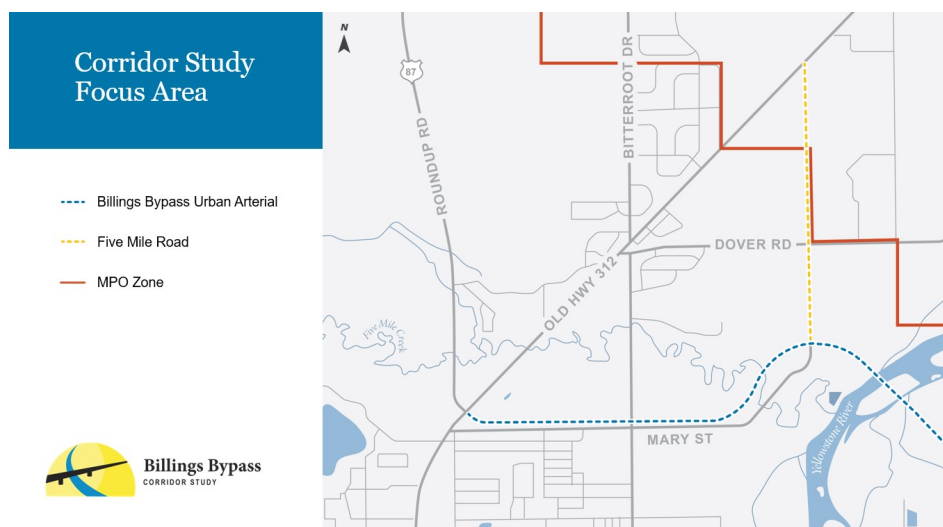 Corridor Study
Focus Area
Billings Bypass Urban Arterial
Five Mile Road
MPO Zone
Billings Bypass
CORRIDOR STUDY
N
87
ROUNDUP RD
BITTERROOT DR
OLD HWY 312
DOVER RD
Five Mile
Creek
MARY ST
Yellowstone River